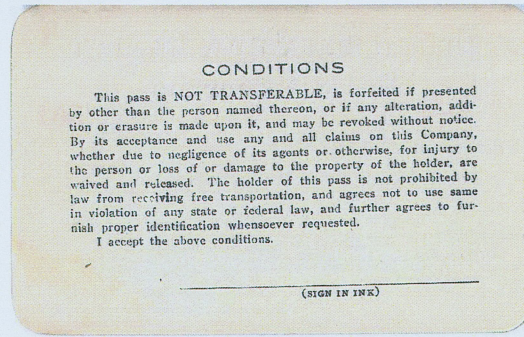 CONDITIONS
This pass is NOT TRANSFERABLE, is forfeited if presented
by other than the person named thereon, or if any alteration, addi-
tion or erasure is made upon it, and may be revoked without notice.
By its acceptance and use any and all claims on this Company,
whether due to negligence of its agents or otherwise, for injury to
the person or loss of or damage to the property of the holder, are
waived and released. The holder of this pass is not prohibited by
law from receiving free transportation, and agrees not to use same
in violation of any state or federal law, and further agrees to fur-
nish proper identification whensoever requested.
I accept the above conditions.
(SIGN IN INK)